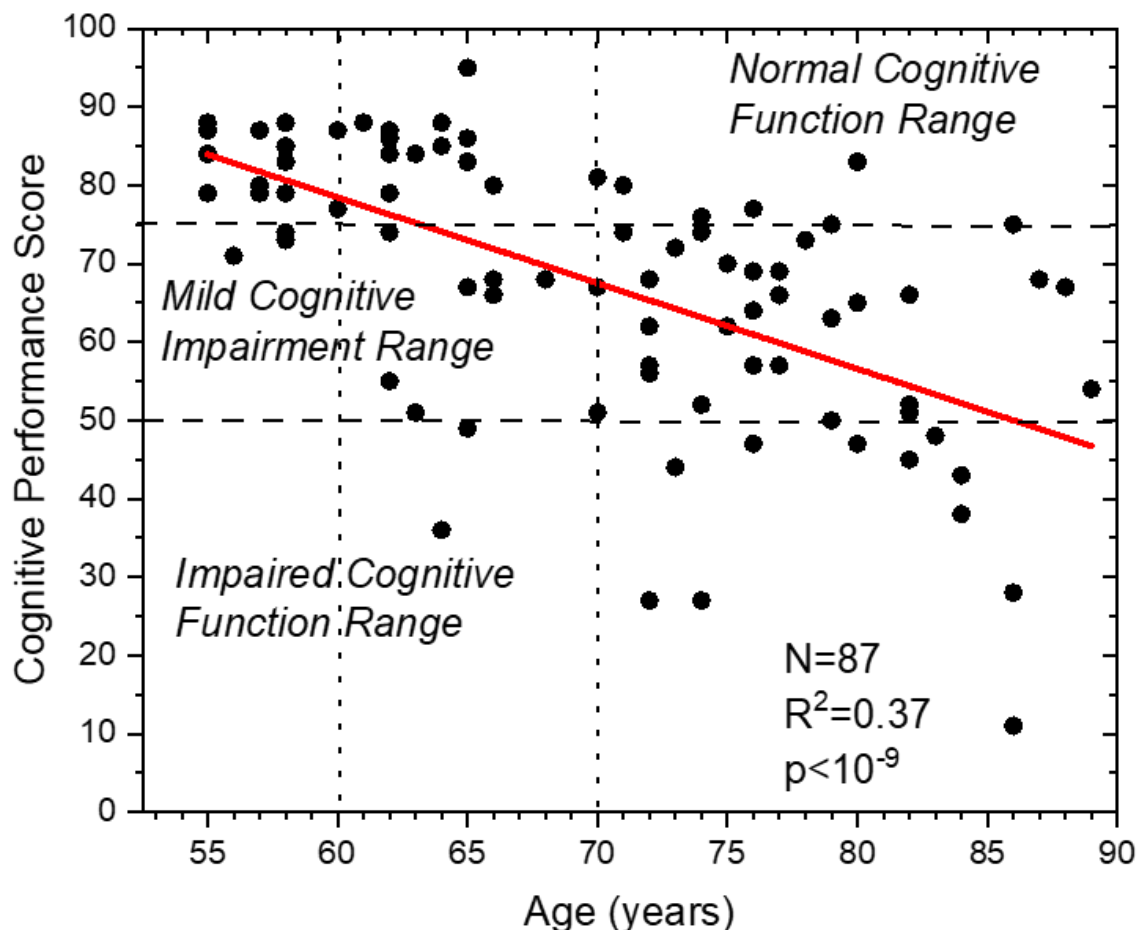 100
90
80
70
60
50
40
30
20
10
0
Cognitive Performance Score
Normal Cognitive
Function Range
Mild Cognitive
Impairment Range
Impaired Cognitive
Function Range
N=87
R²=0.37
p<10⁻⁹
55 60 65 70 75 80 85 90
Age (years)